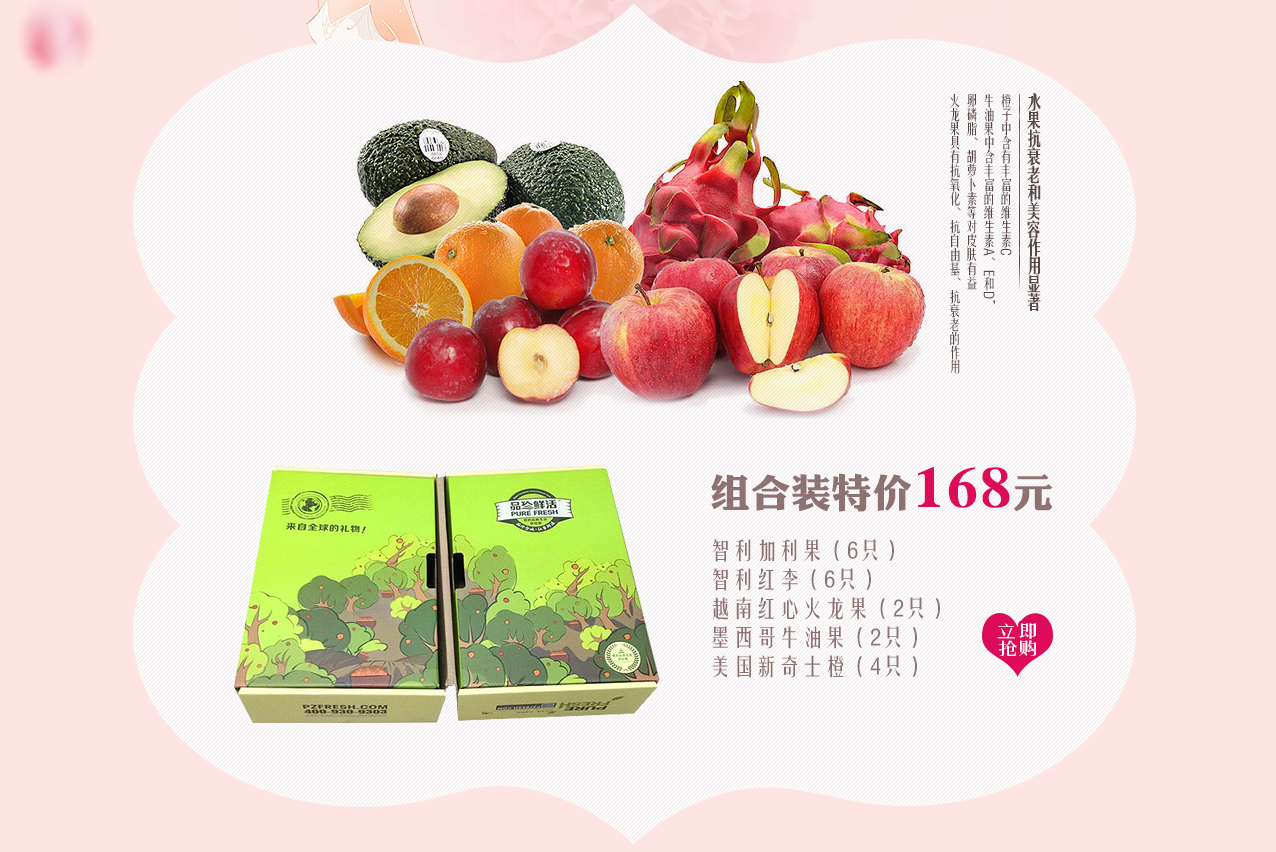 水果抗衰老和美容作用显著
橙子中含有丰富的维生素C
牛油果中含丰富的维生素A、E和D,
卵磷脂、胡萝卜素等对皮肤有益
火龙果具有抗氧化、抗自由基、抗衰老的作用
来自全球的礼物!
品珍鲜活
PURE FRESH
PZFRESH.COM
400-930-9303
PURE
FRESH
组合装特价168元
智利加利果(6只)
智利红李(6只)
越南红心火龙果(2只)
墨西哥牛油果(2只)
美国新奇士橙(4只)
立即
抢购